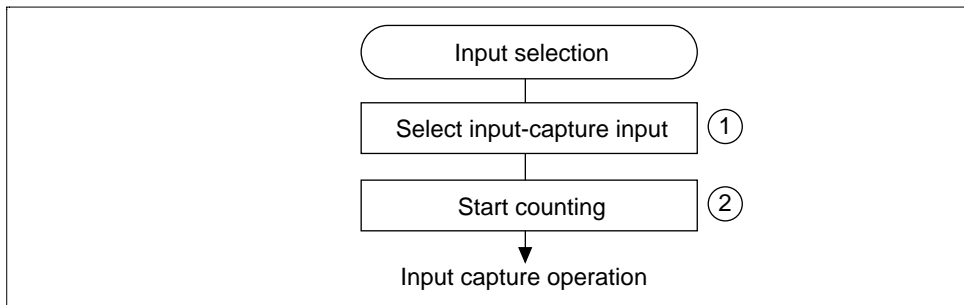 Input selection
Select input-capture input
1
Start counting
2
Input capture operation